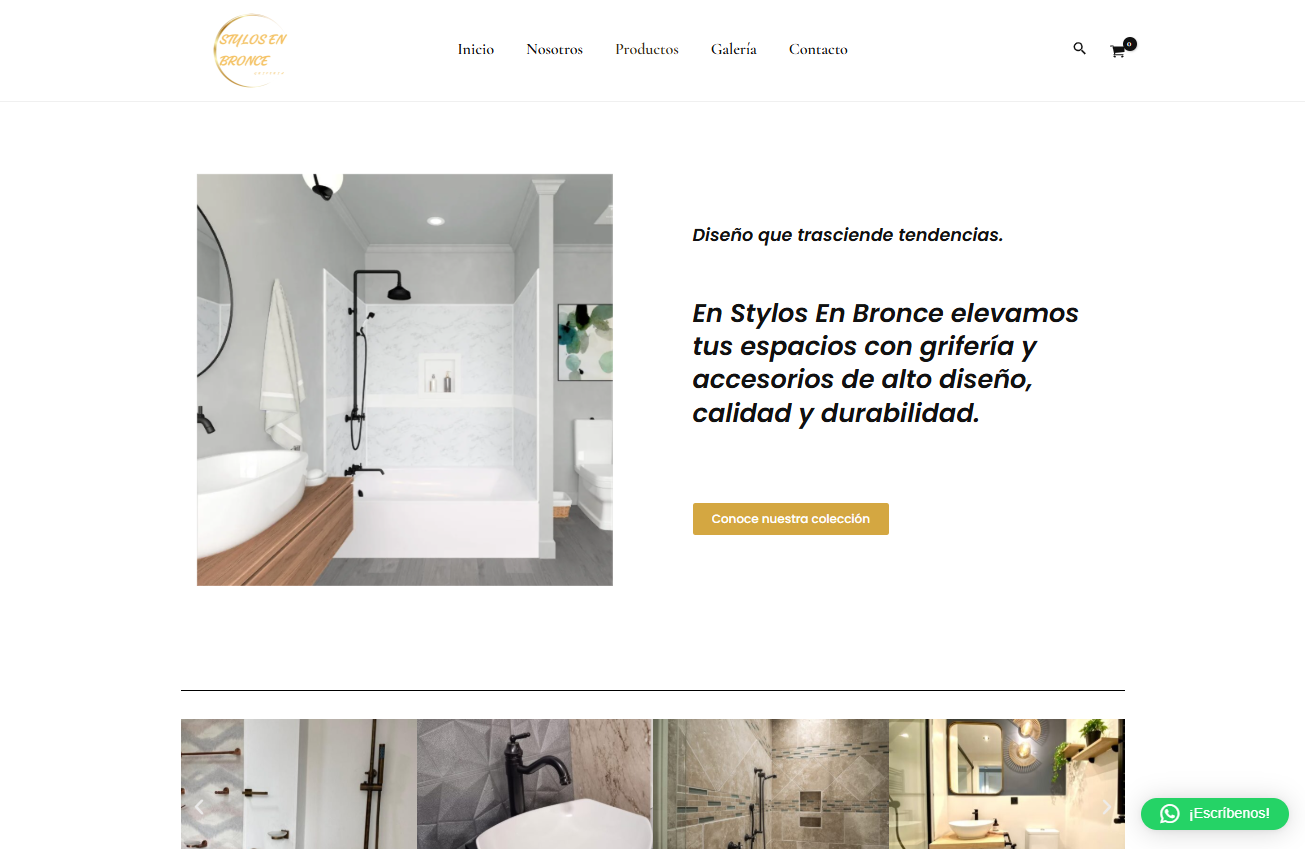 STYLOS EN
BRONCE
Inicio
Nosotros
Productos
Galería
Contacto
0
Diseño que trasciende tendencias.
En Stylos En Bronce elevamos
tus espacios con grifería y
accesorios de alto diseño,
calidad y durabilidad.
Conoce nuestra colección
¡Escríbenos!